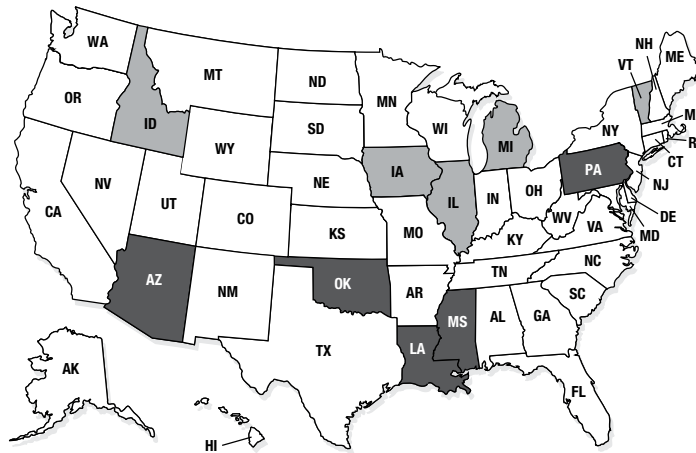 WA
OR
CA
NV
ID
MT
WY
UT
AZ
CO
NM
ND
SD
NE
KS
OK
TX
MN
IA
MO
AR
LA
WI
IL
MI
IN
OH
KY
TN
MS
AL
GA
FL
SC
NC
VA
WV
PA
NY
VT
NH
ME
M
R
CT
NJ
DE
MD
AK
HI